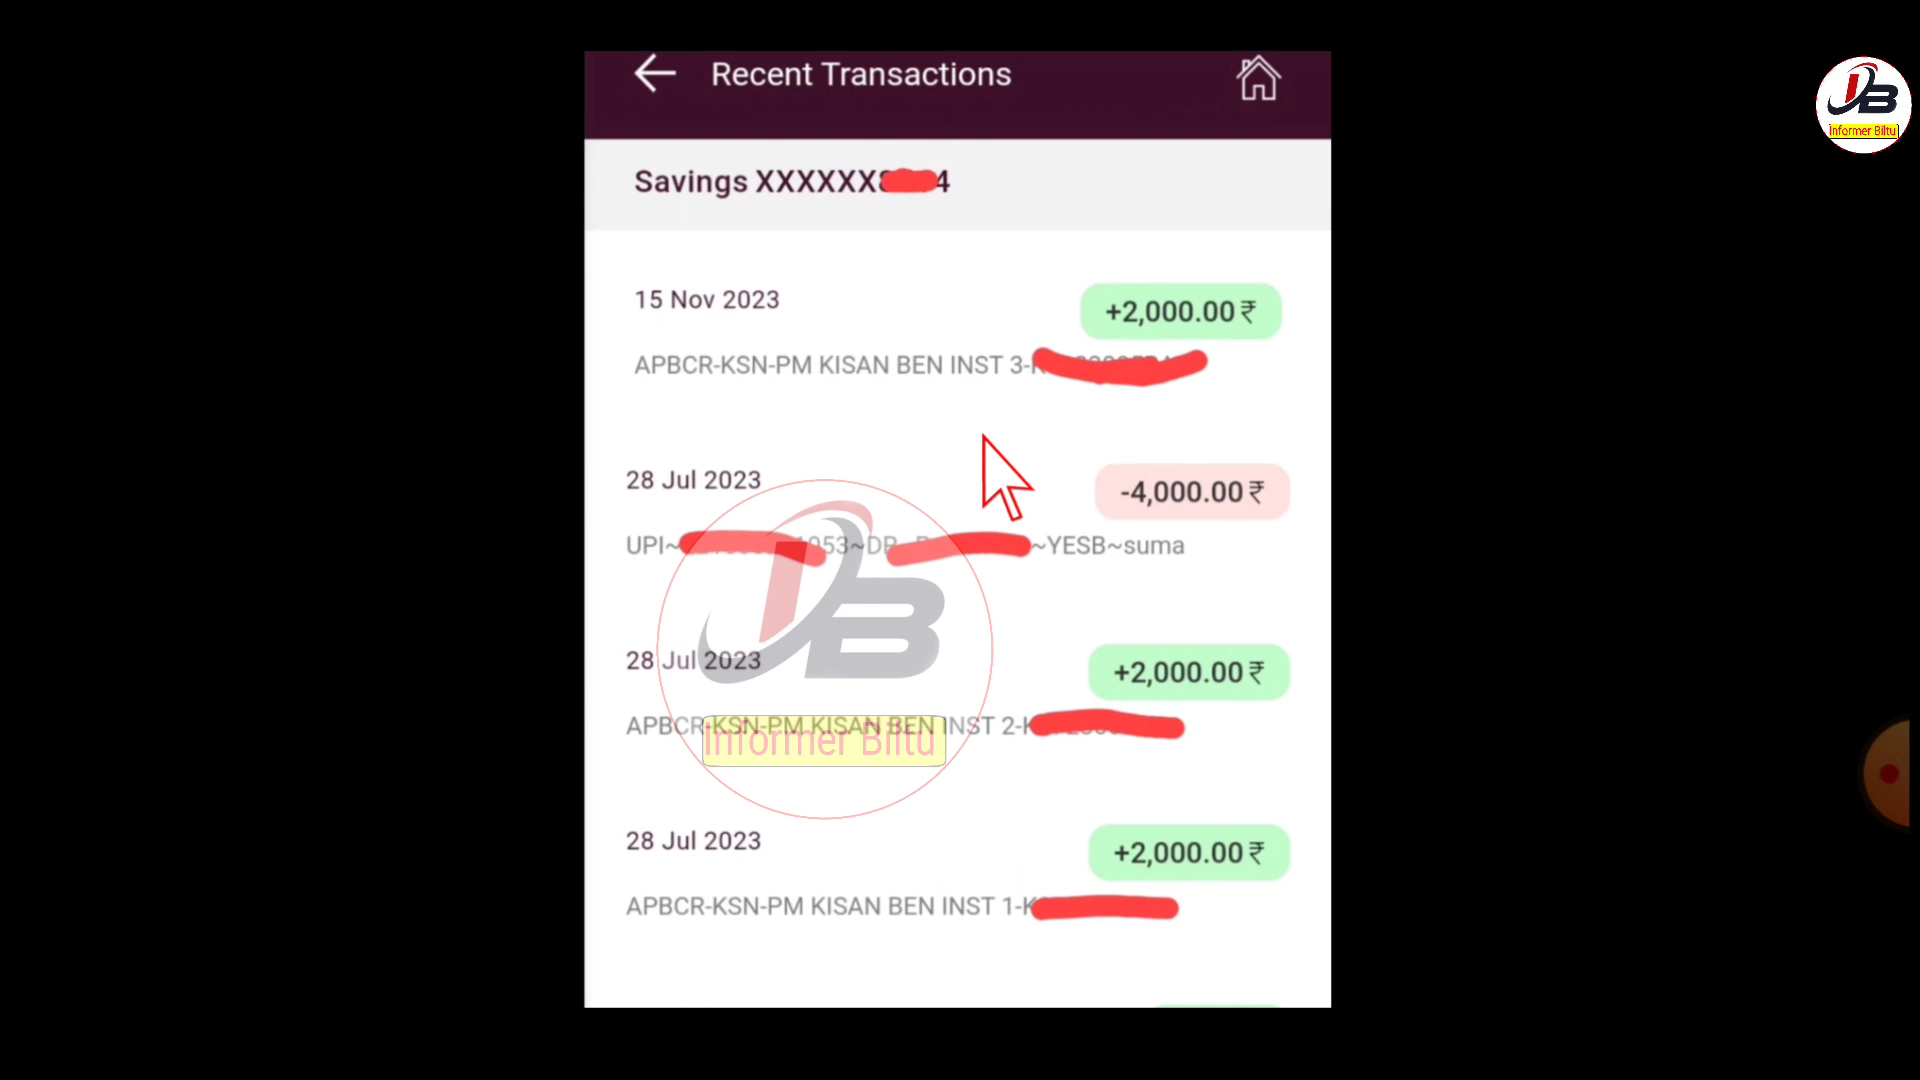 Recent Transactions
Informer Biltu
Savings XXXXXX 4
15 Nov 2023
+2,000.00 ₹
APBCR-KSN-PM KISAN BEN INST 3-K
28 Jul 2023
-4,000.00 ₹
UPI~ 1053~DR ~YESB~suma
28 Jul 2023
+2,000.00 ₹
APBCR-KSN-PM KISAN BEN INST 2-K
Informer Biltu
28 Jul 2023
+2,000.00 ₹
APBCR-KSN-PM KISAN BEN INST 1-K